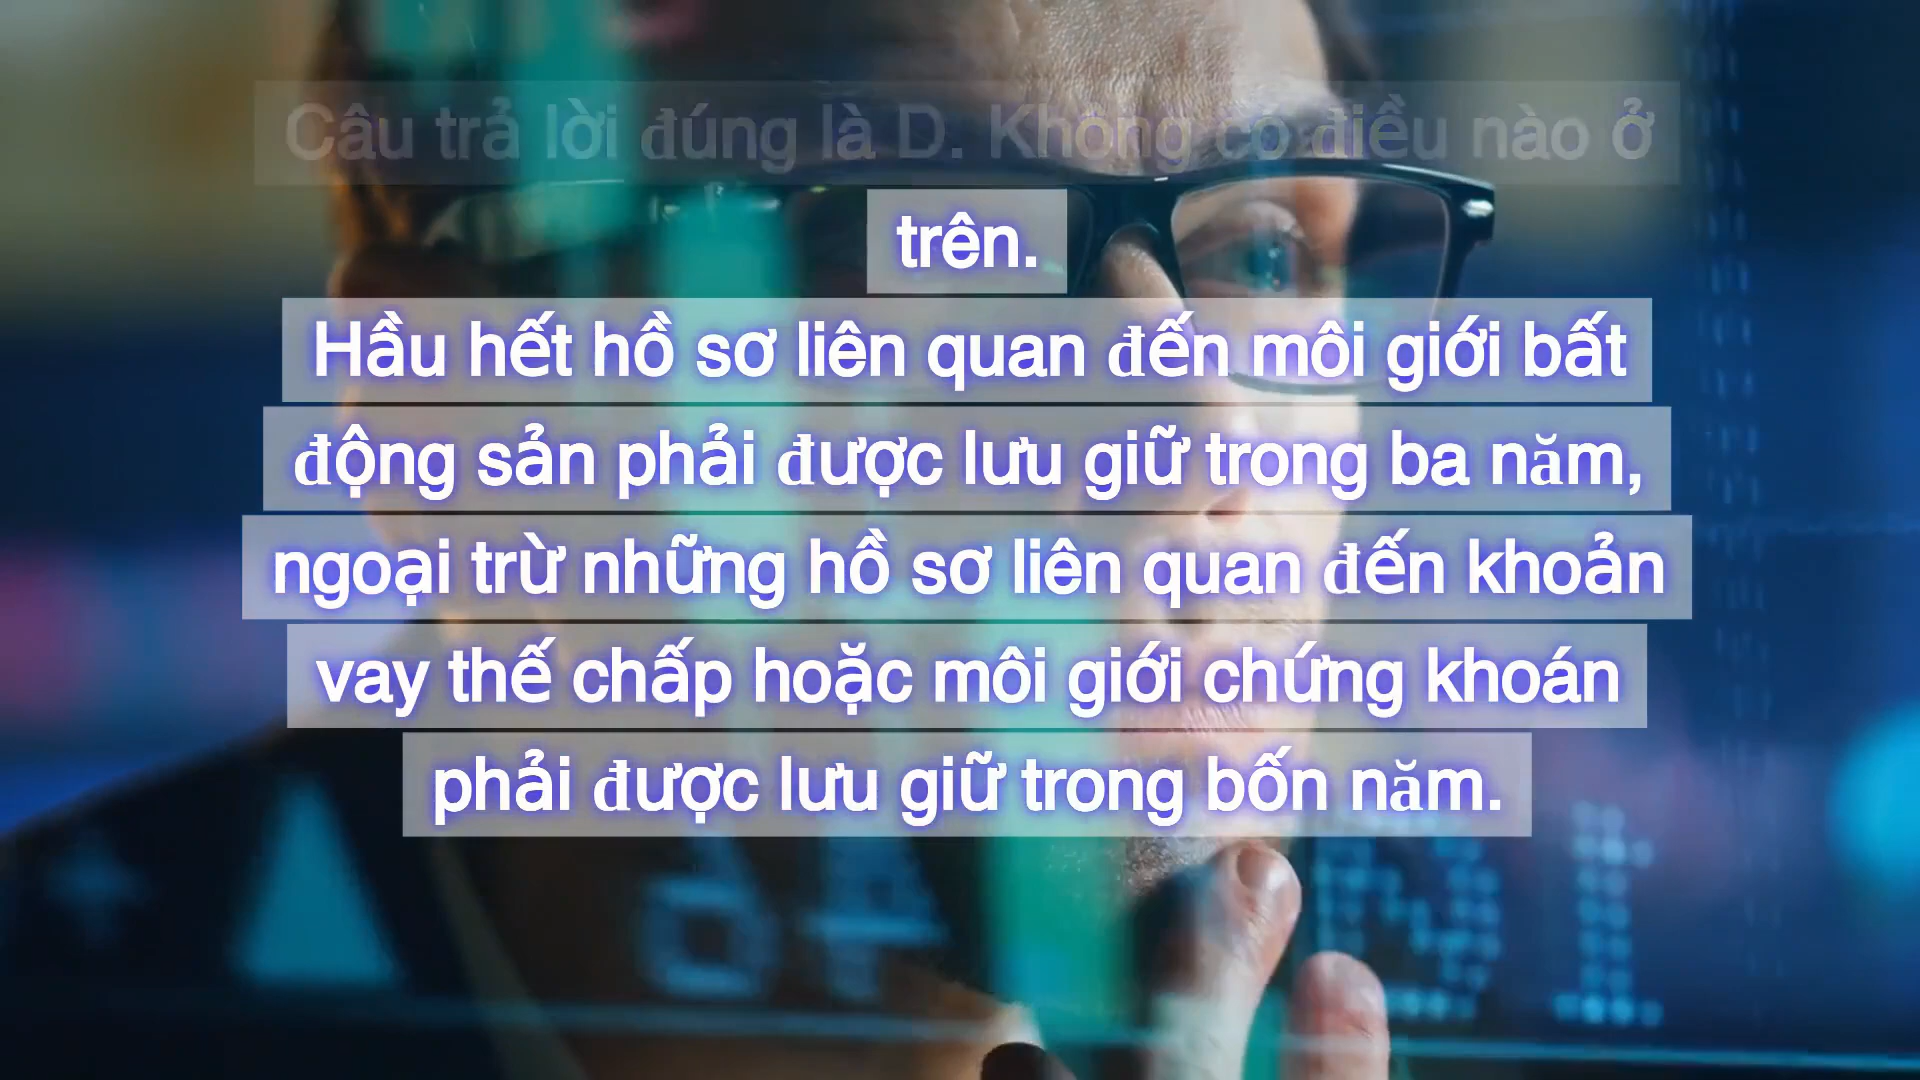 Câu trả lời đúng là D. Không có điều nào ở
trên.
Hầu hết hồ sơ liên quan đến môi giới bất
động sản phải được lưu giữ trong ba năm,
ngoại trừ những hồ sơ liên quan đến khoản
vay thế chấp hoặc môi giới chứng khoán
phải được lưu giữ trong bốn năm.